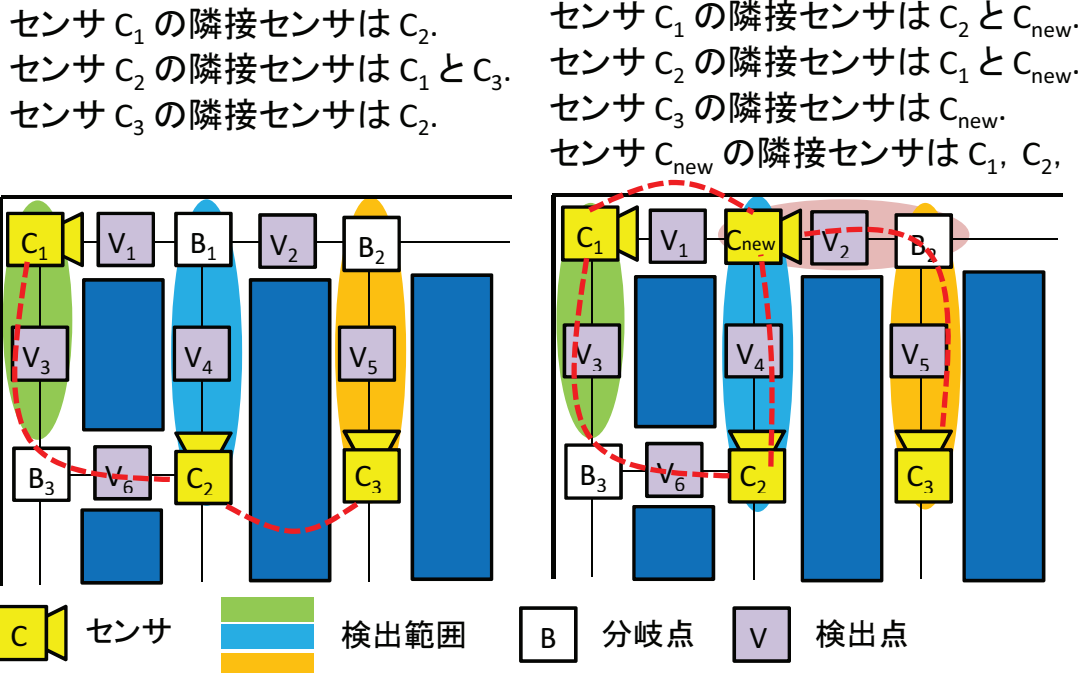 センサ C1 の隣接センサは C2.
センサ C2 の隣接センサは C1 と C3.
センサ C3 の隣接センサは C2.
センサ C1 の隣接センサは C2 と Cnew.
センサ C2 の隣接センサは C1 と Cnew.
センサ C3 の隣接センサは Cnew.
センサ Cnew の隣接センサは C1, C2,
C1 V1 B1 V2 B2
V3 V4 V5
B3 V6 C2 C3
C1 V1 Cnew V2 B2
V3 V4 V5
B3 V6 C2 C3
C センサ 検出範囲 B 分岐点 V 検出点